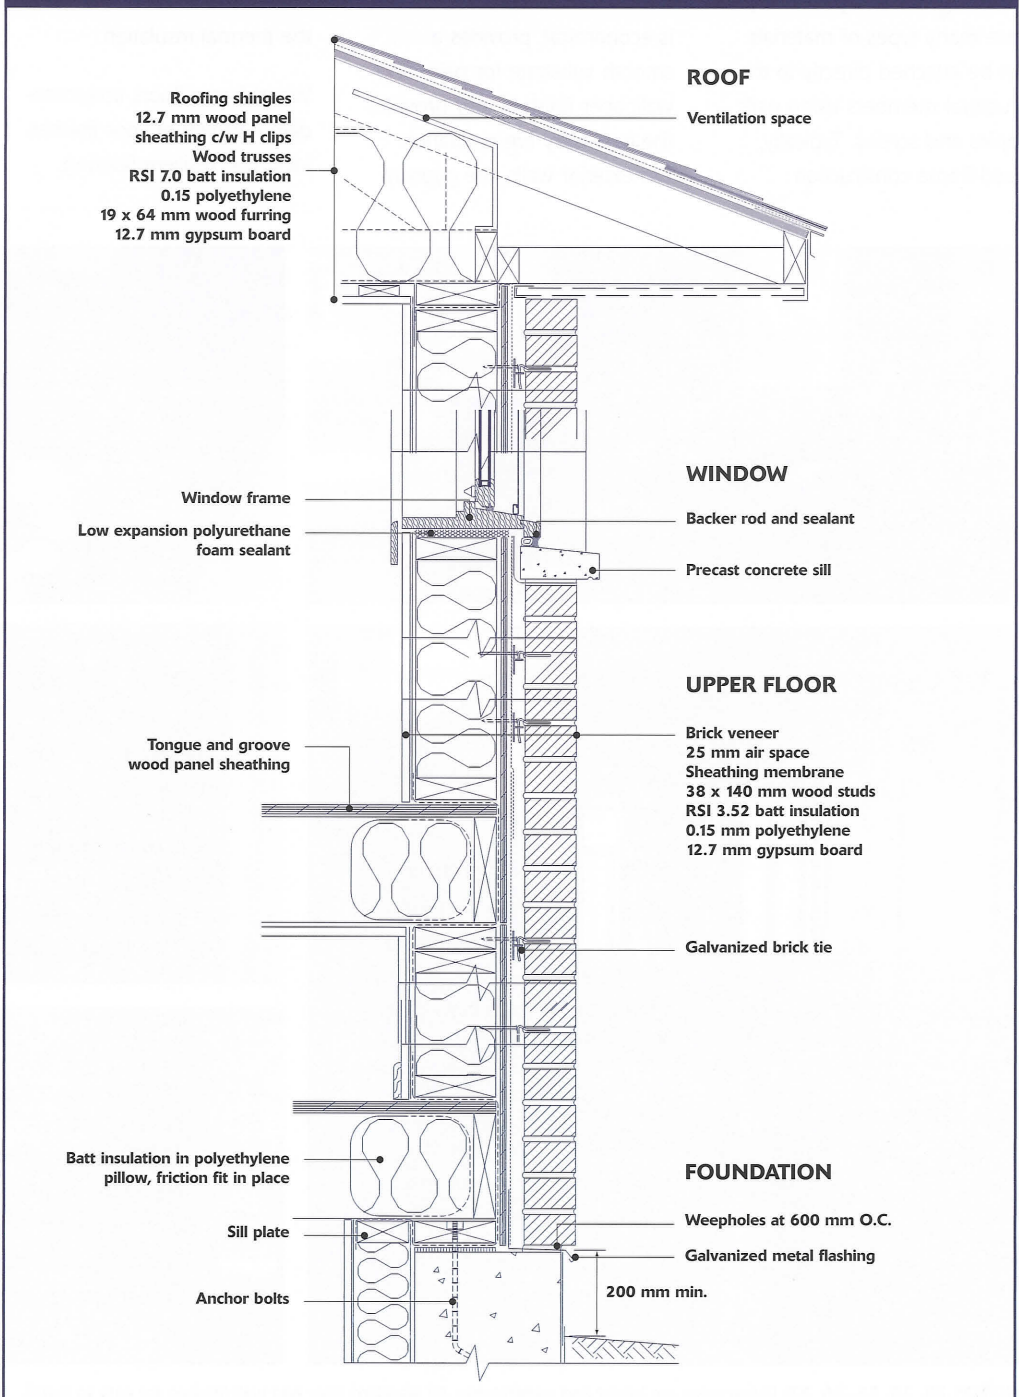 ROOF
Roofing shingles
12.7 mm wood panel
sheathing c/w H clips
Wood trusses
RSI 7.0 batt insulation
0.15 polyethylene
19 x 64 mm wood furring
12.7 mm gypsum board
Ventilation space
WINDOW
Window frame
Low expansion polyurethane
foam sealant
Backer rod and sealant
Precast concrete sill
UPPER FLOOR
Tongue and groove
wood panel sheathing
Brick veneer
25 mm air space
Sheathing membrane
38 x 140 mm wood studs
RSI 3.52 batt insulation
0.15 mm polyethylene
12.7 mm gypsum board
Galvanized brick tie
Batt insulation in polyethylene
pillow, friction fit in place
FOUNDATION
Sill plate
Weepholes at 600 mm O.C.
Galvanized metal flashing
Anchor bolts
200 mm min.